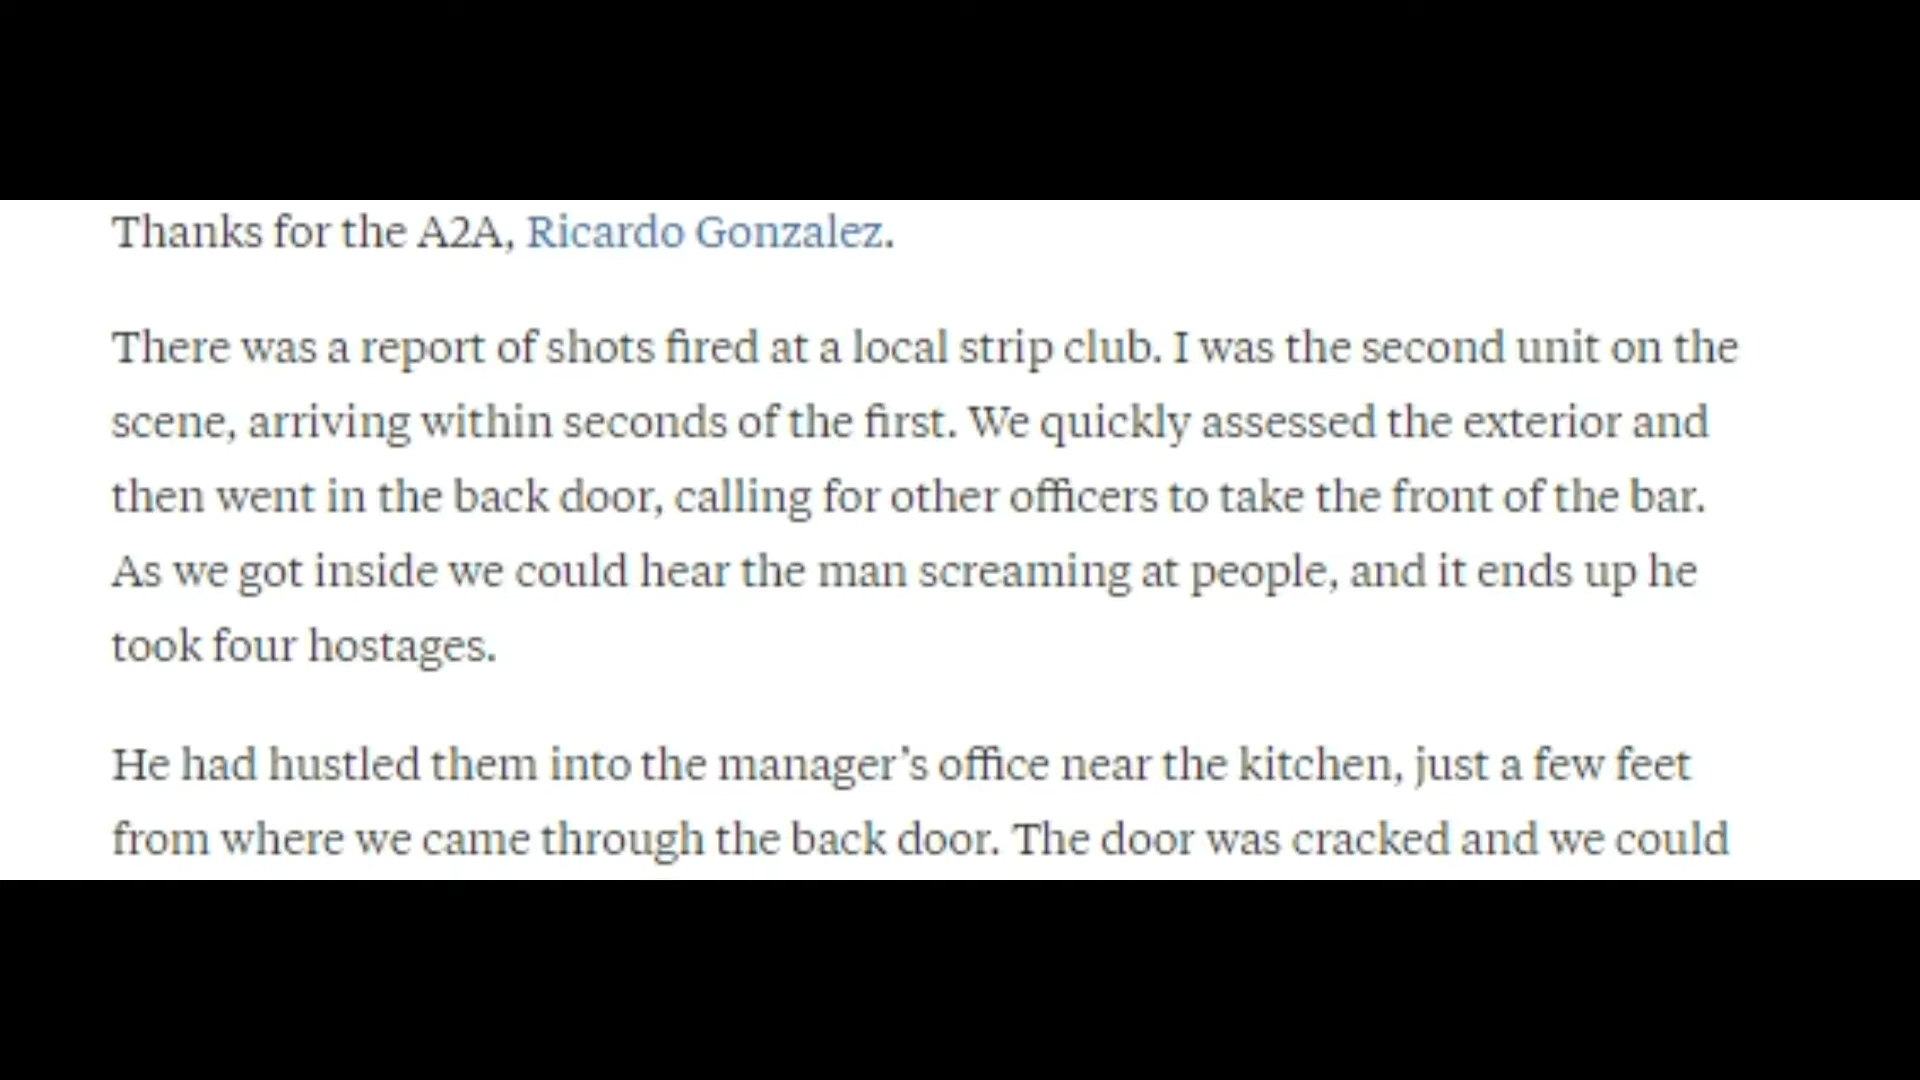 Thanks for the A2A, Ricardo Gonzalez.
There was a report of shots fired at a local strip club. I was the second unit on the
scene, arriving within seconds of the first. We quickly assessed the exterior and
then went in the back door, calling for other officers to take the front of the bar.
As we got inside we could hear the man screaming at people, and it ends up he
took four hostages.
He had hustled them into the manager’s office near the kitchen, just a few feet
from where we came through the back door. The door was cracked and we could